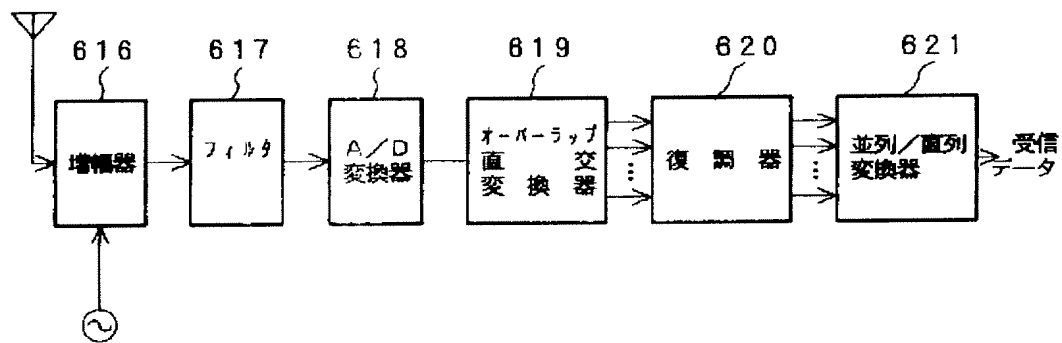 616
617
618
619
620
621
増幅器
フィルタ
A/D
変換器
オーバーラップ
直交
変換器
復調器
並列/直列
変換器
受信
データ